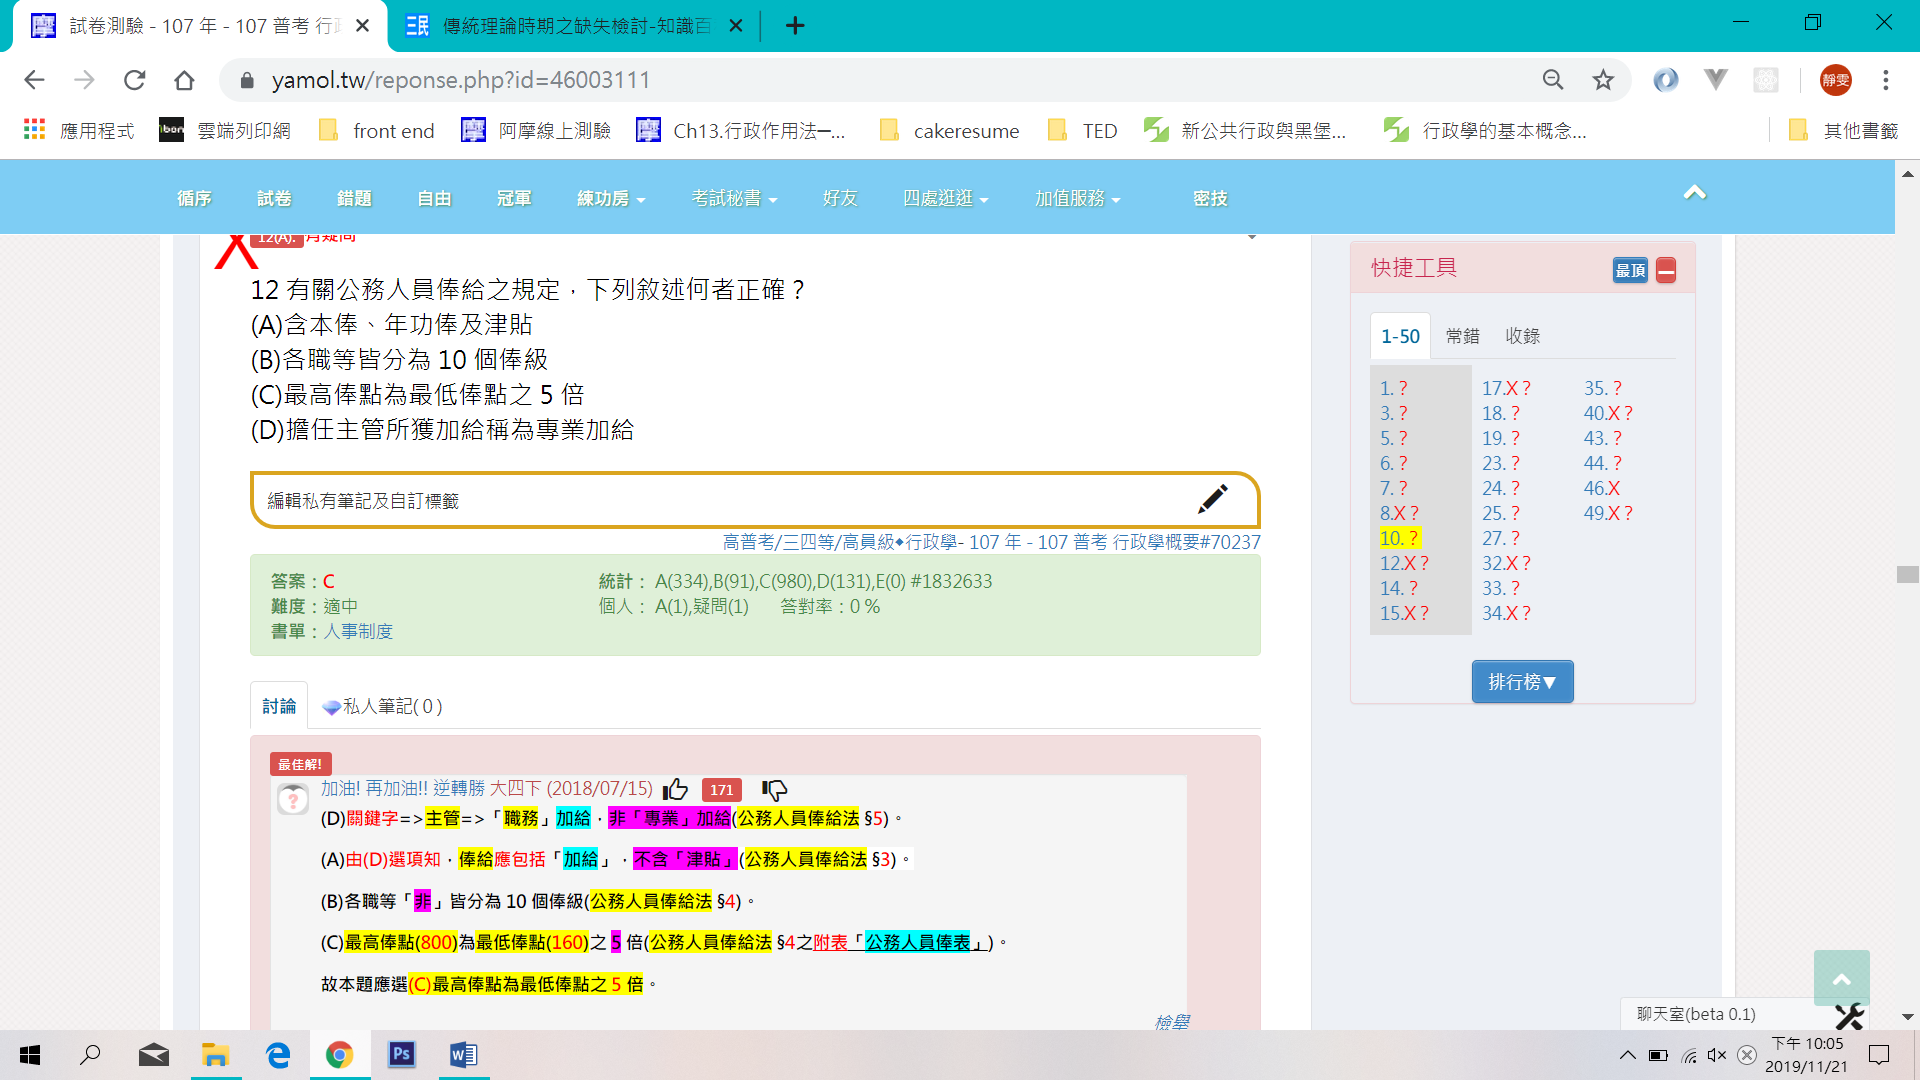 試卷測驗 - 107 年 - 107 普考 行
傳統理論時期之缺失檢討-知識百
yamol.tw/reponse.php?id=46003111
靜雯
應用程式
ibon
雲端列印網
front end
阿摩線上測驗
Ch13.行政作用法─...
cakeresume
TED
新公共行政與黑堡...
行政學的基本概念...
其他書籤
循序 試卷 錯題 自由 冠軍 練功房 考試秘書 好友 四處逛逛 加值服務 密技
12(A). 有疑問
X
12 有關公務人員俸給之規定，下列敘述何者正確？
(A)含本俸、年功俸及津貼
(B)各職等皆分為 10 個俸級
(C)最高俸點為最低俸點之 5 倍
(D)擔任主管所獲加給稱為專業加給
編輯私有筆記及自訂標籤
高普考/三四等/高員級◆行政學- 107 年 - 107 普考 行政學概要#70237
答案：C
難度：適中
書單：人事制度
統計： A(334),B(91),C(980),D(131),E(0) #1832633
個人： A(1),疑問(1) 答對率：0 %
討論
私人筆記( 0 )
最佳解!
加油! 再加油!! 逆轉勝 大四下 (2018/07/15) 171
(D)關鍵字=>主管=>「職務」加給，非「專業」加給(公務人員俸給法 §5)。
(A)由(D)選項知，俸給應包括「加給」，不含「津貼」(公務人員俸給法 §3)。
(B)各職等「非」皆分為 10 個俸級(公務人員俸給法 §4)。
(C)最高俸點(800)為最低俸點(160)之 5 倍(公務人員俸給法 §4之附表「公務人員俸表」)。
故本題應選(C)最高俸點為最低俸點之 5 倍。
檢舉
快捷工具
最頂
1-50 常錯 收錄
1. ? 17.X ? 35. ?
3. ? 18. ? 40.X ?
5. ? 19. ? 43. ?
6. ? 23. ? 44. ?
7. ? 24. ? 46.X
8.X ? 25. ? 49.X ?
10. ? 27. ?
12.X ? 32.X ?
14. ? 33. ?
15.X ? 34.X ?
排行榜▼
聊天室(beta 0.1)
Ps
下午 10:05
2019/11/21